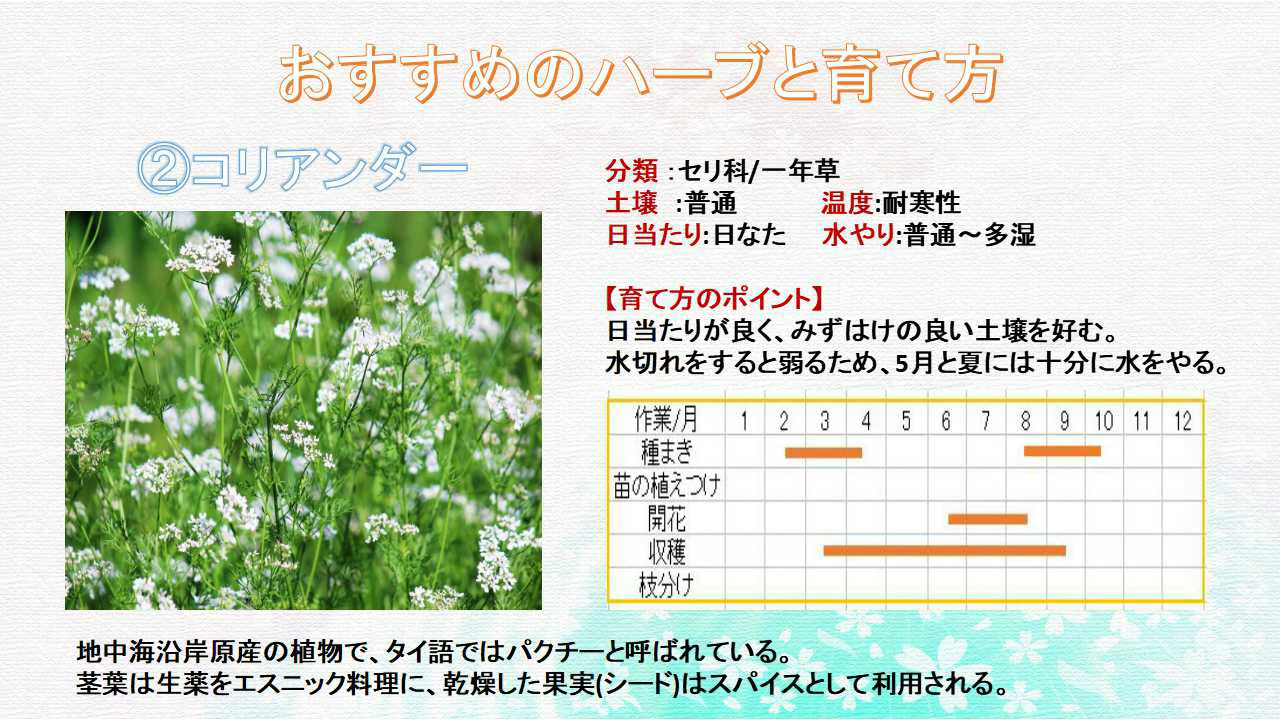 おすすめのハーブと育て方
②コリアンダー
分類 :セリ科/一年草
土壌 :普通 温度:耐寒性
日当たり:日なた 水やり:普通～多湿
【育て方のポイント】
日当たりが良く、みずはけの良い土壌を好む。
水切れをすると弱るため、5月と夏には十分に水をやる。
作業/月 1 2 3 4 5 6 7 8 9 10 11 12
種まき
苗の植えつけ
開花
収穫
枝分け
地中海沿岸原産の植物で、タイ語ではパクチーと呼ばれている。
茎葉は生薬をエスニック料理に、乾燥した果実(シード)はスパイスとして利用される。